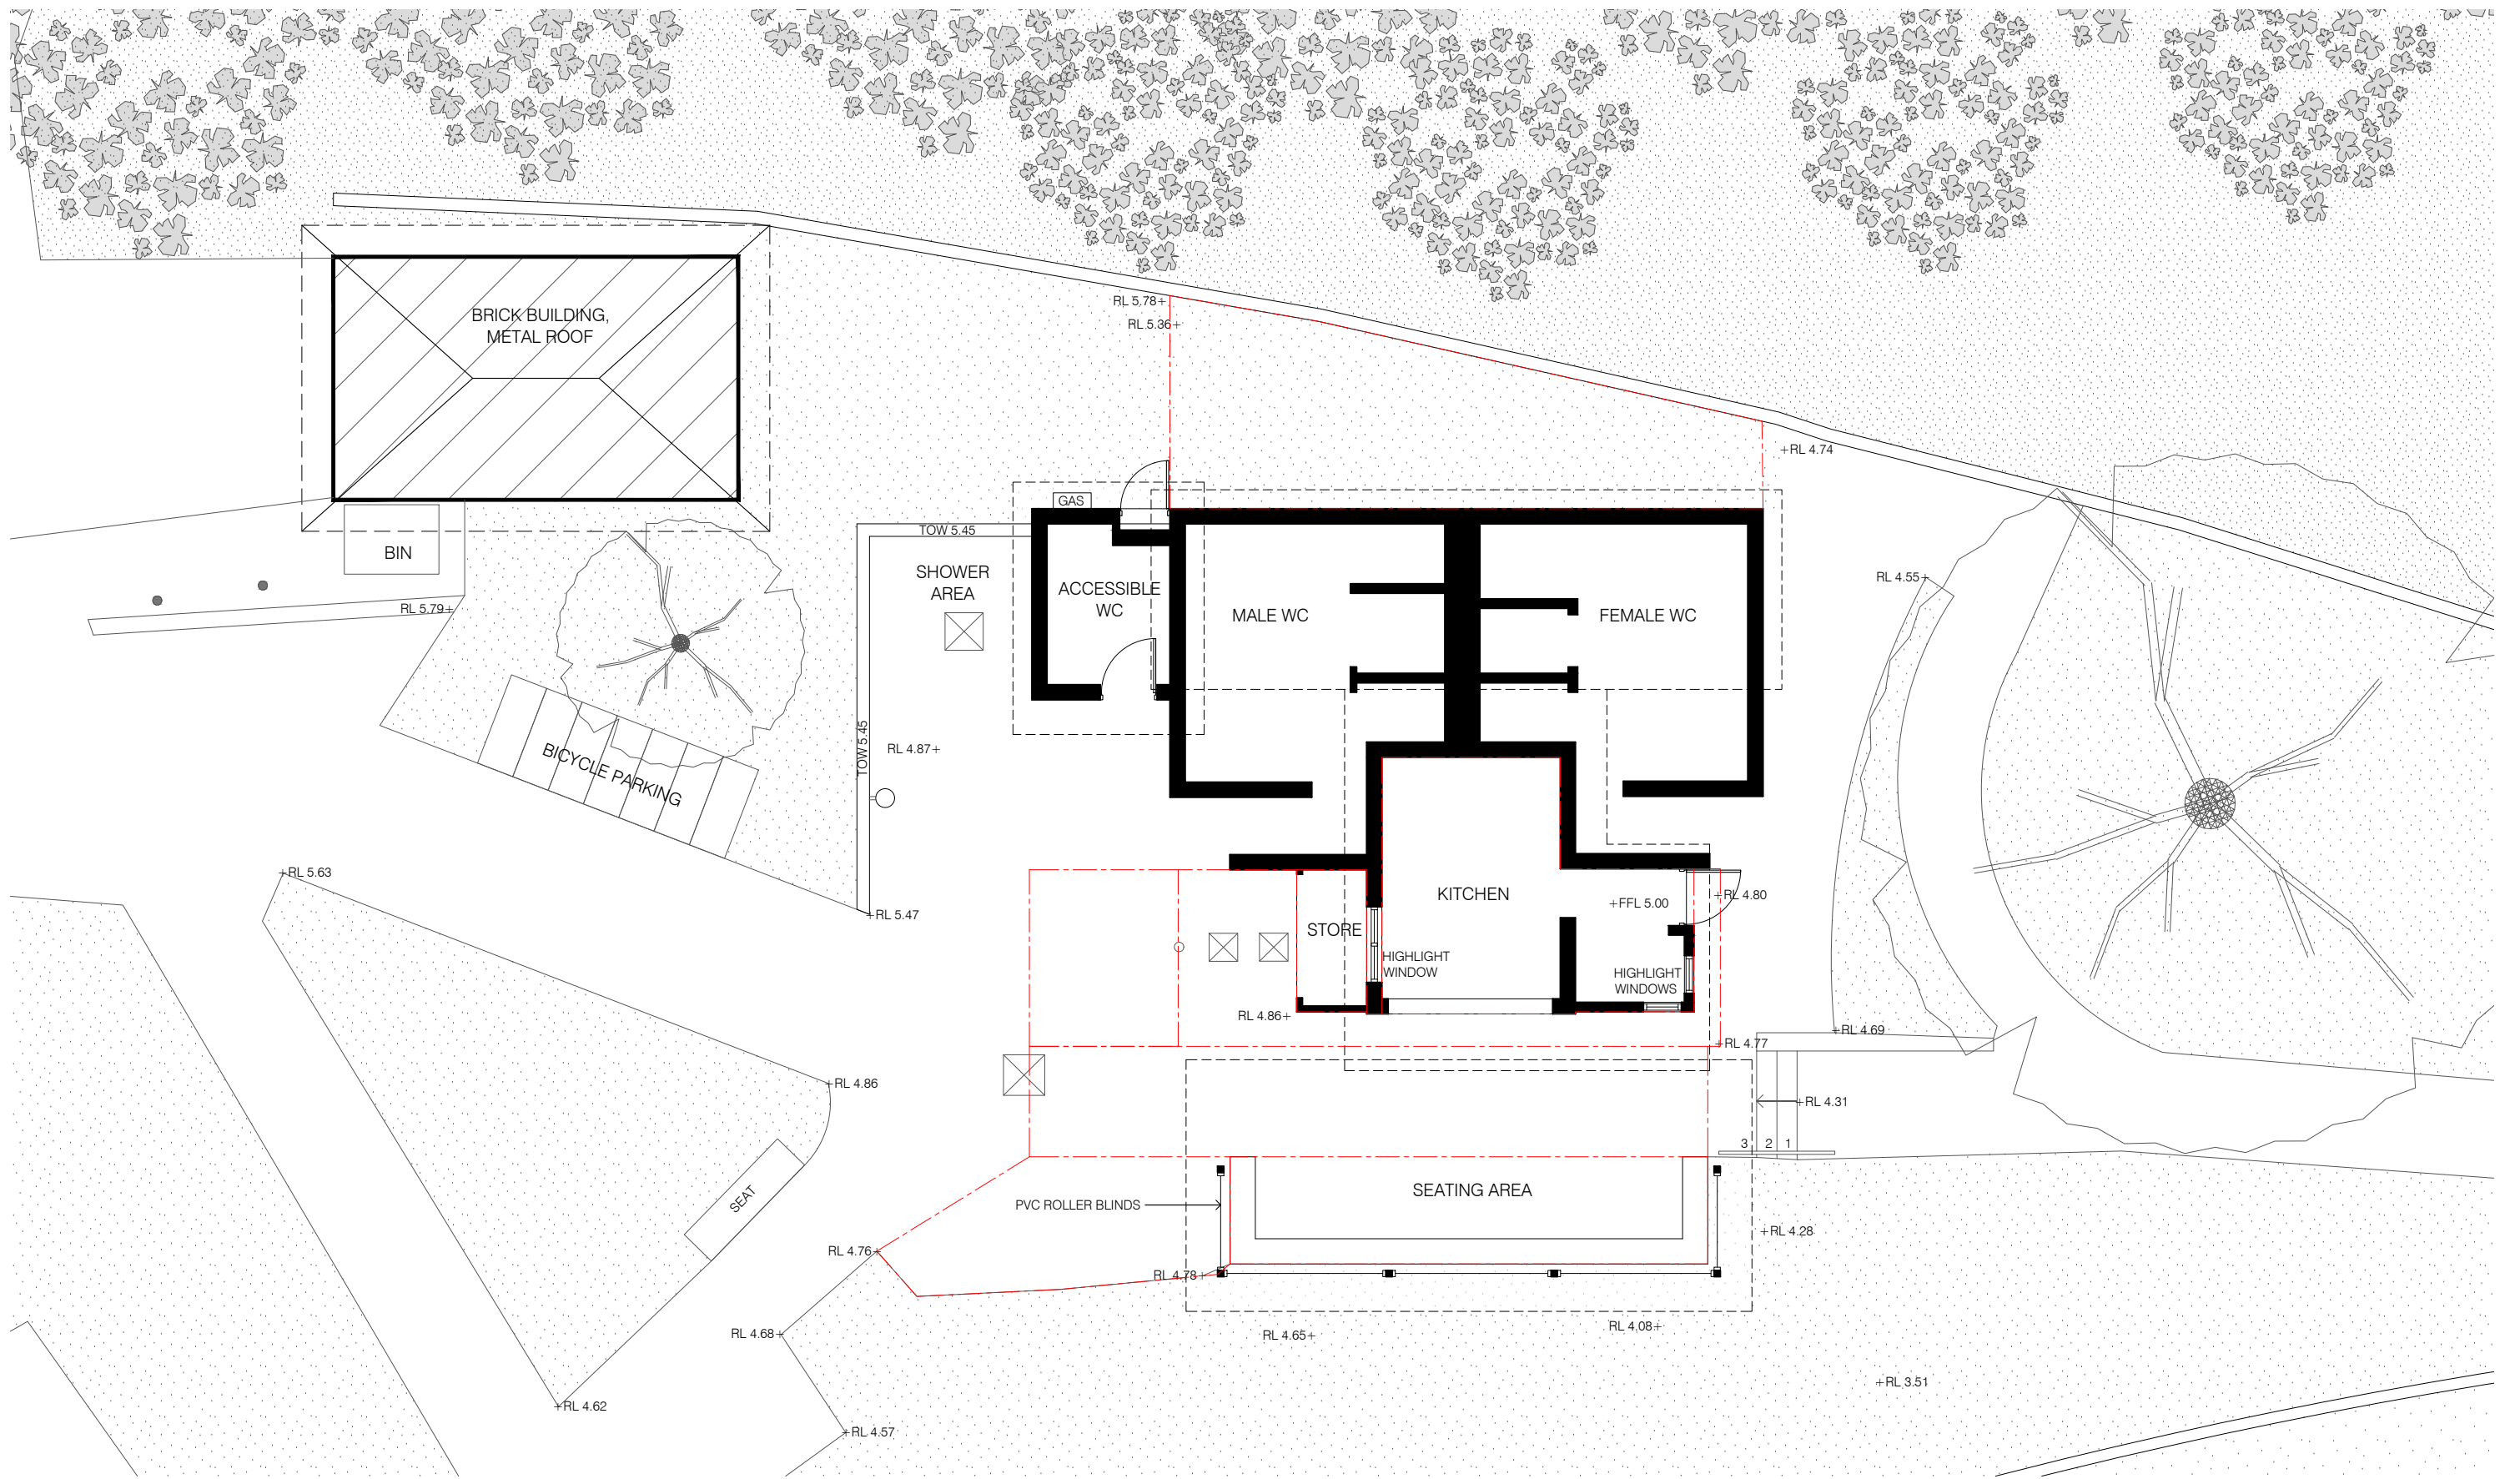 RL 5.78+
BRICK BUILDING,
METAL ROOF
RL 5.36+
+RL 4.74
GAS
TOW 5.45
BIN
SHOWER
AREA
ACCESSIBLE
WC
MALE WC
FEMALE WC
RL 4.55+
RL 5.79+
TOW 5.45
RL 4.87+
BICYCLE PARKING
+RL 5.63
+RL 5.47
KITCHEN
+FFL 5.00
+RL 4.80
STORE
HIGHLIGHT
WINDOW
HIGHLIGHT
WINDOWS
RL 4.86+
+RL 4.69
+RL 4.77
+RL 4.86
+RL 4.31
3 2 1
SEAT
PVC ROLLER BLINDS
SEATING AREA
+RL 4.28
RL 4.76+
RL 4.78+
RL 4.68+
RL 4.65+
RL 4.08+
+RL 3.51
+RL 4.62
+RL 4.57